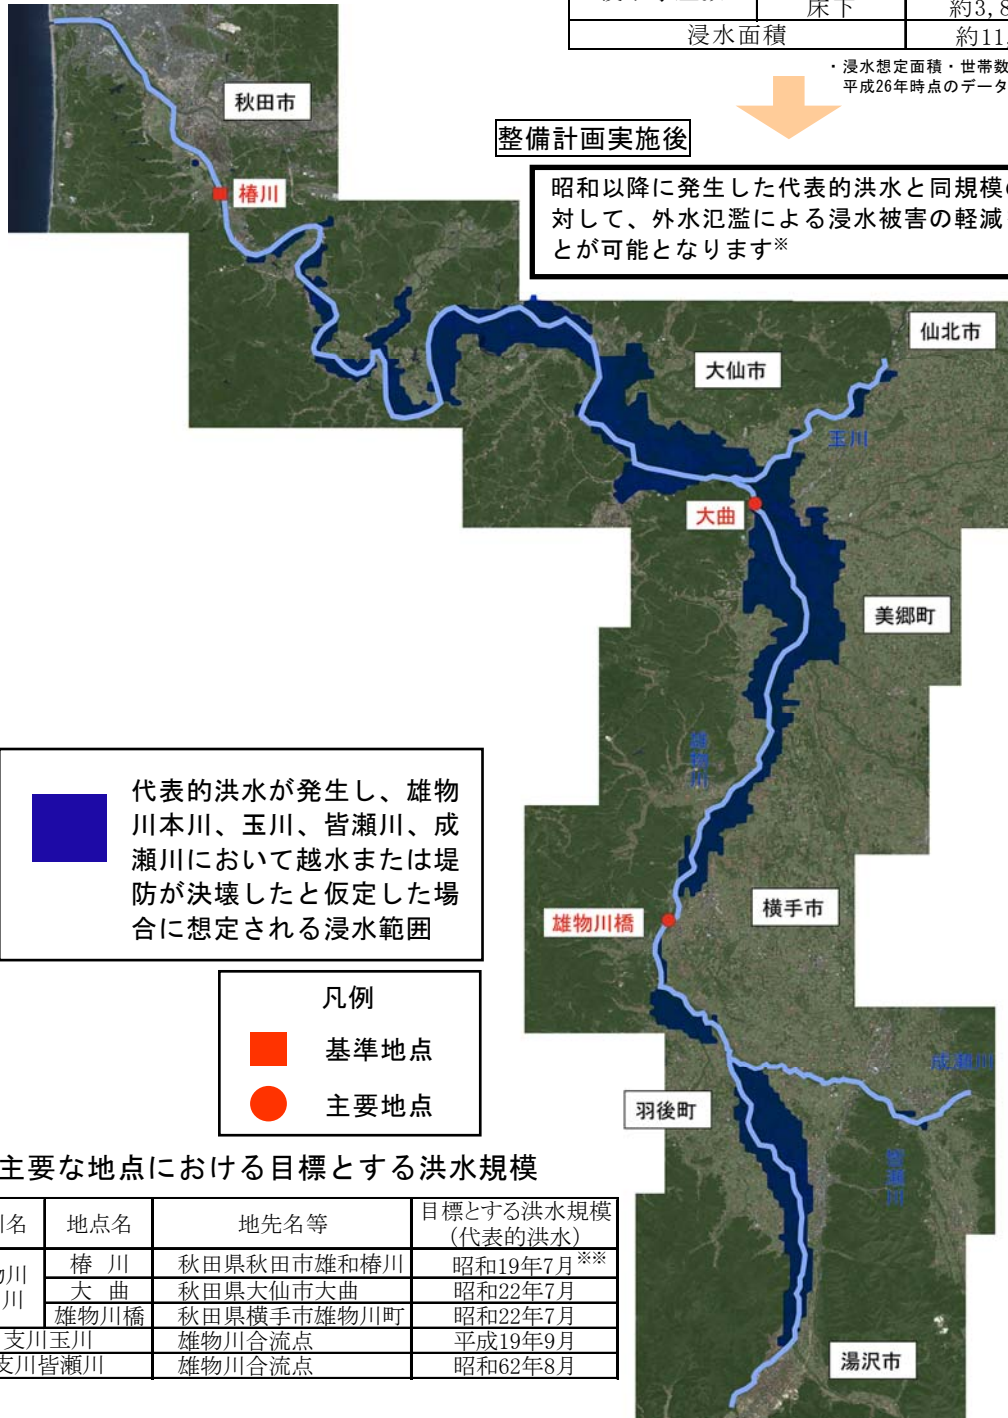 床下 約3,8
浸水面積 約11
・浸水想定面積・世帯数
平成26年時点のデータ
整備計画実施後
昭和以降に発生した代表的洪水と同規模
対して、外水氾濫による浸水被害の軽減
とが可能となります※
秋田市
椿川
仙北市
大仙市
玉川
大曲
美郷町
雄物川
代表的洪水が発生し、雄物
川本川、玉川、皆瀬川、成
瀬川において越水または堤
防が決壊したと仮定した場
合に想定される浸水範囲
横手市
雄物川橋
凡例
基準地点
主要地点
成瀬川
羽後町
皆瀬川
湯沢市
主要な地点における目標とする洪水規模
川名 地点名 地先名等 目標とする洪水規模
(代表的洪水)
物川
川
椿 川 秋田県秋田市雄和椿川 昭和19年7月※※
大 曲 秋田県大仙市大曲 昭和22年7月
雄物川橋 秋田県横手市雄物川町 昭和22年7月
支川玉川 雄物川合流点 平成19年9月
支川皆瀬川 雄物川合流点 昭和62年8月